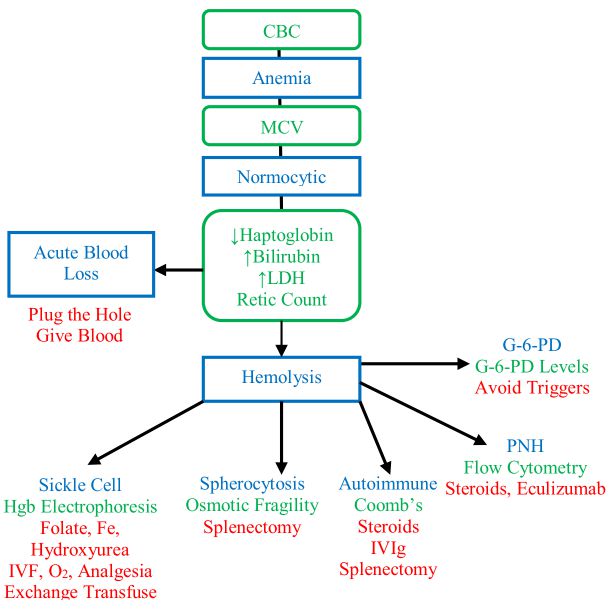 CBC
Anemia
MCV
Normocytic
↓Haptoglobin
↑Bilirubin
↑LDH
Retic Count
Acute Blood
Loss
Plug the Hole
Give Blood
Hemolysis
G-6-PD
G-6-PD Levels
Avoid Triggers
PNH
Flow Cytometry
Steroids, Eculizumab
Sickle Cell
Hgb Electrophoresis
Folate, Fe,
Hydroxyurea
IVF, O₂, Analgesia
Exchange Transfuse
Spherocytosis
Osmotic Fragility
Splenectomy
Autoimmune
Coomb's
Steroids
IVIg
Splenectomy